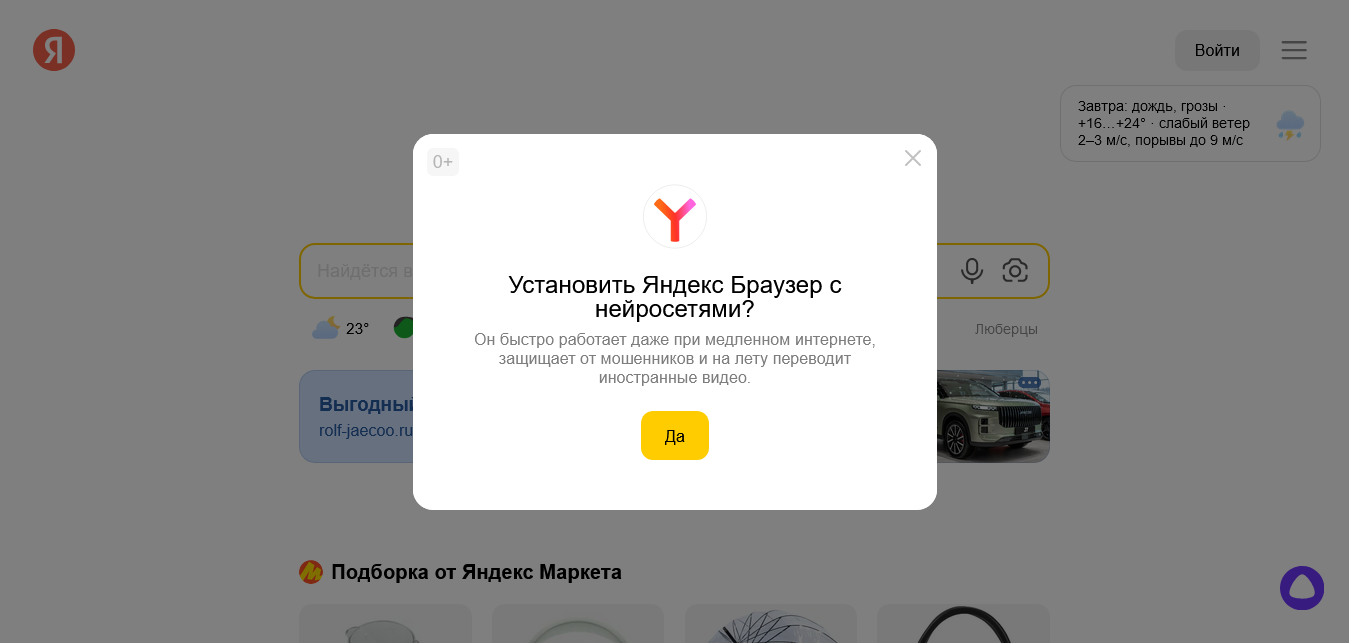 Я
Войти
Завтра: дождь, грозы ·
+16…+24° · слабый ветер
2–3 м/с, порывы до 9 м/с
0+
Установить Яндекс Браузер с
нейросетями?
Он быстро работает даже при медленном интернете,
защищает от мошенников и на лету переводит
иностранные видео.
Да
Найдётся в
23°
Люберцы
Выгодный
rolf-jaecoo.ru
Подборка от Яндекс Маркета